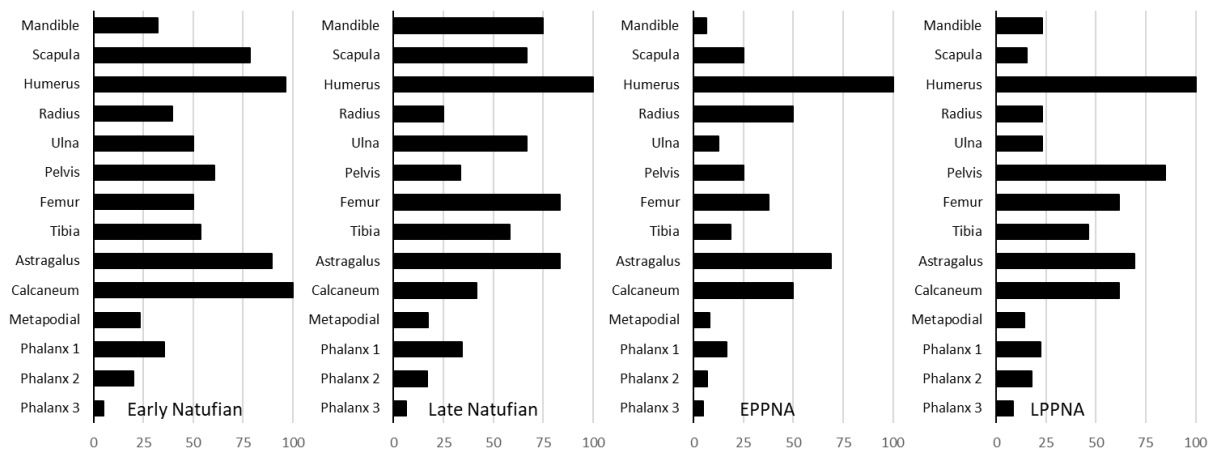 Mandible
Scapula
Humerus
Radius
Ulna
Pelvis
Femur
Tibia
Astragalus
Calcaneum
Metapodial
Phalanx 1
Phalanx 2
Phalanx 3
Early Natufian
0 25 50 75 100
Mandible
Scapula
Humerus
Radius
Ulna
Pelvis
Femur
Tibia
Astragalus
Calcaneum
Metapodial
Phalanx 1
Phalanx 2
Phalanx 3
Late Natufian
0 25 50 75 100
Mandible
Scapula
Humerus
Radius
Ulna
Pelvis
Femur
Tibia
Astragalus
Calcaneum
Metapodial
Phalanx 1
Phalanx 2
Phalanx 3
EPPNA
0 25 50 75 100
Mandible
Scapula
Humerus
Radius
Ulna
Pelvis
Femur
Tibia
Astragalus
Calcaneum
Metapodial
Phalanx 1
Phalanx 2
Phalanx 3
LPPNA
0 25 50 75 100